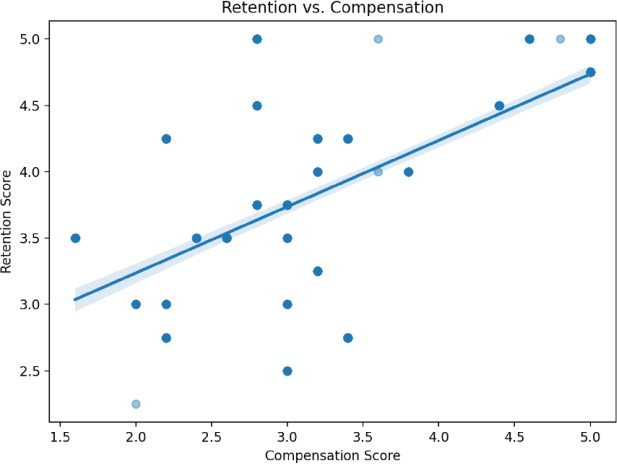 Retention vs. Compensation
Retention Score
5.0
4.5
4.0
3.5
3.0
2.5
1.5 2.0 2.5 3.0 3.5 4.0 4.5 5.0
Compensation Score